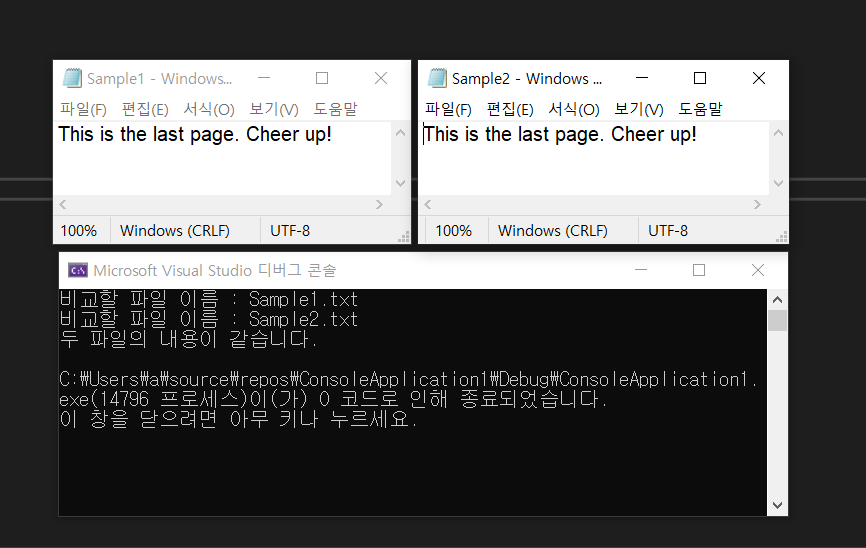 Sample1 - Windows...
파일(F) 편집(E) 서식(O) 보기(V) 도움말
This is the last page. Cheer up!
100% Windows (CRLF) UTF-8
Sample2 - Windows ...
파일(F) 편집(E) 서식(O) 보기(V) 도움말
This is the last page. Cheer up!
100% Windows (CRLF) UTF-8
C:\ Microsoft Visual Studio 디버그 콘솔
비교할 파일 이름 : Sample1.txt
비교할 파일 이름 : Sample2.txt
두 파일의 내용이 같습니다.
C:₩Users₩a₩source₩repos₩ConsoleApplication1₩Debug₩ConsoleApplication1.
exe(14796 프로세스)이(가) 0 코드로 인해 종료되었습니다.
이 창을 닫으려면 아무 키나 누르세요.